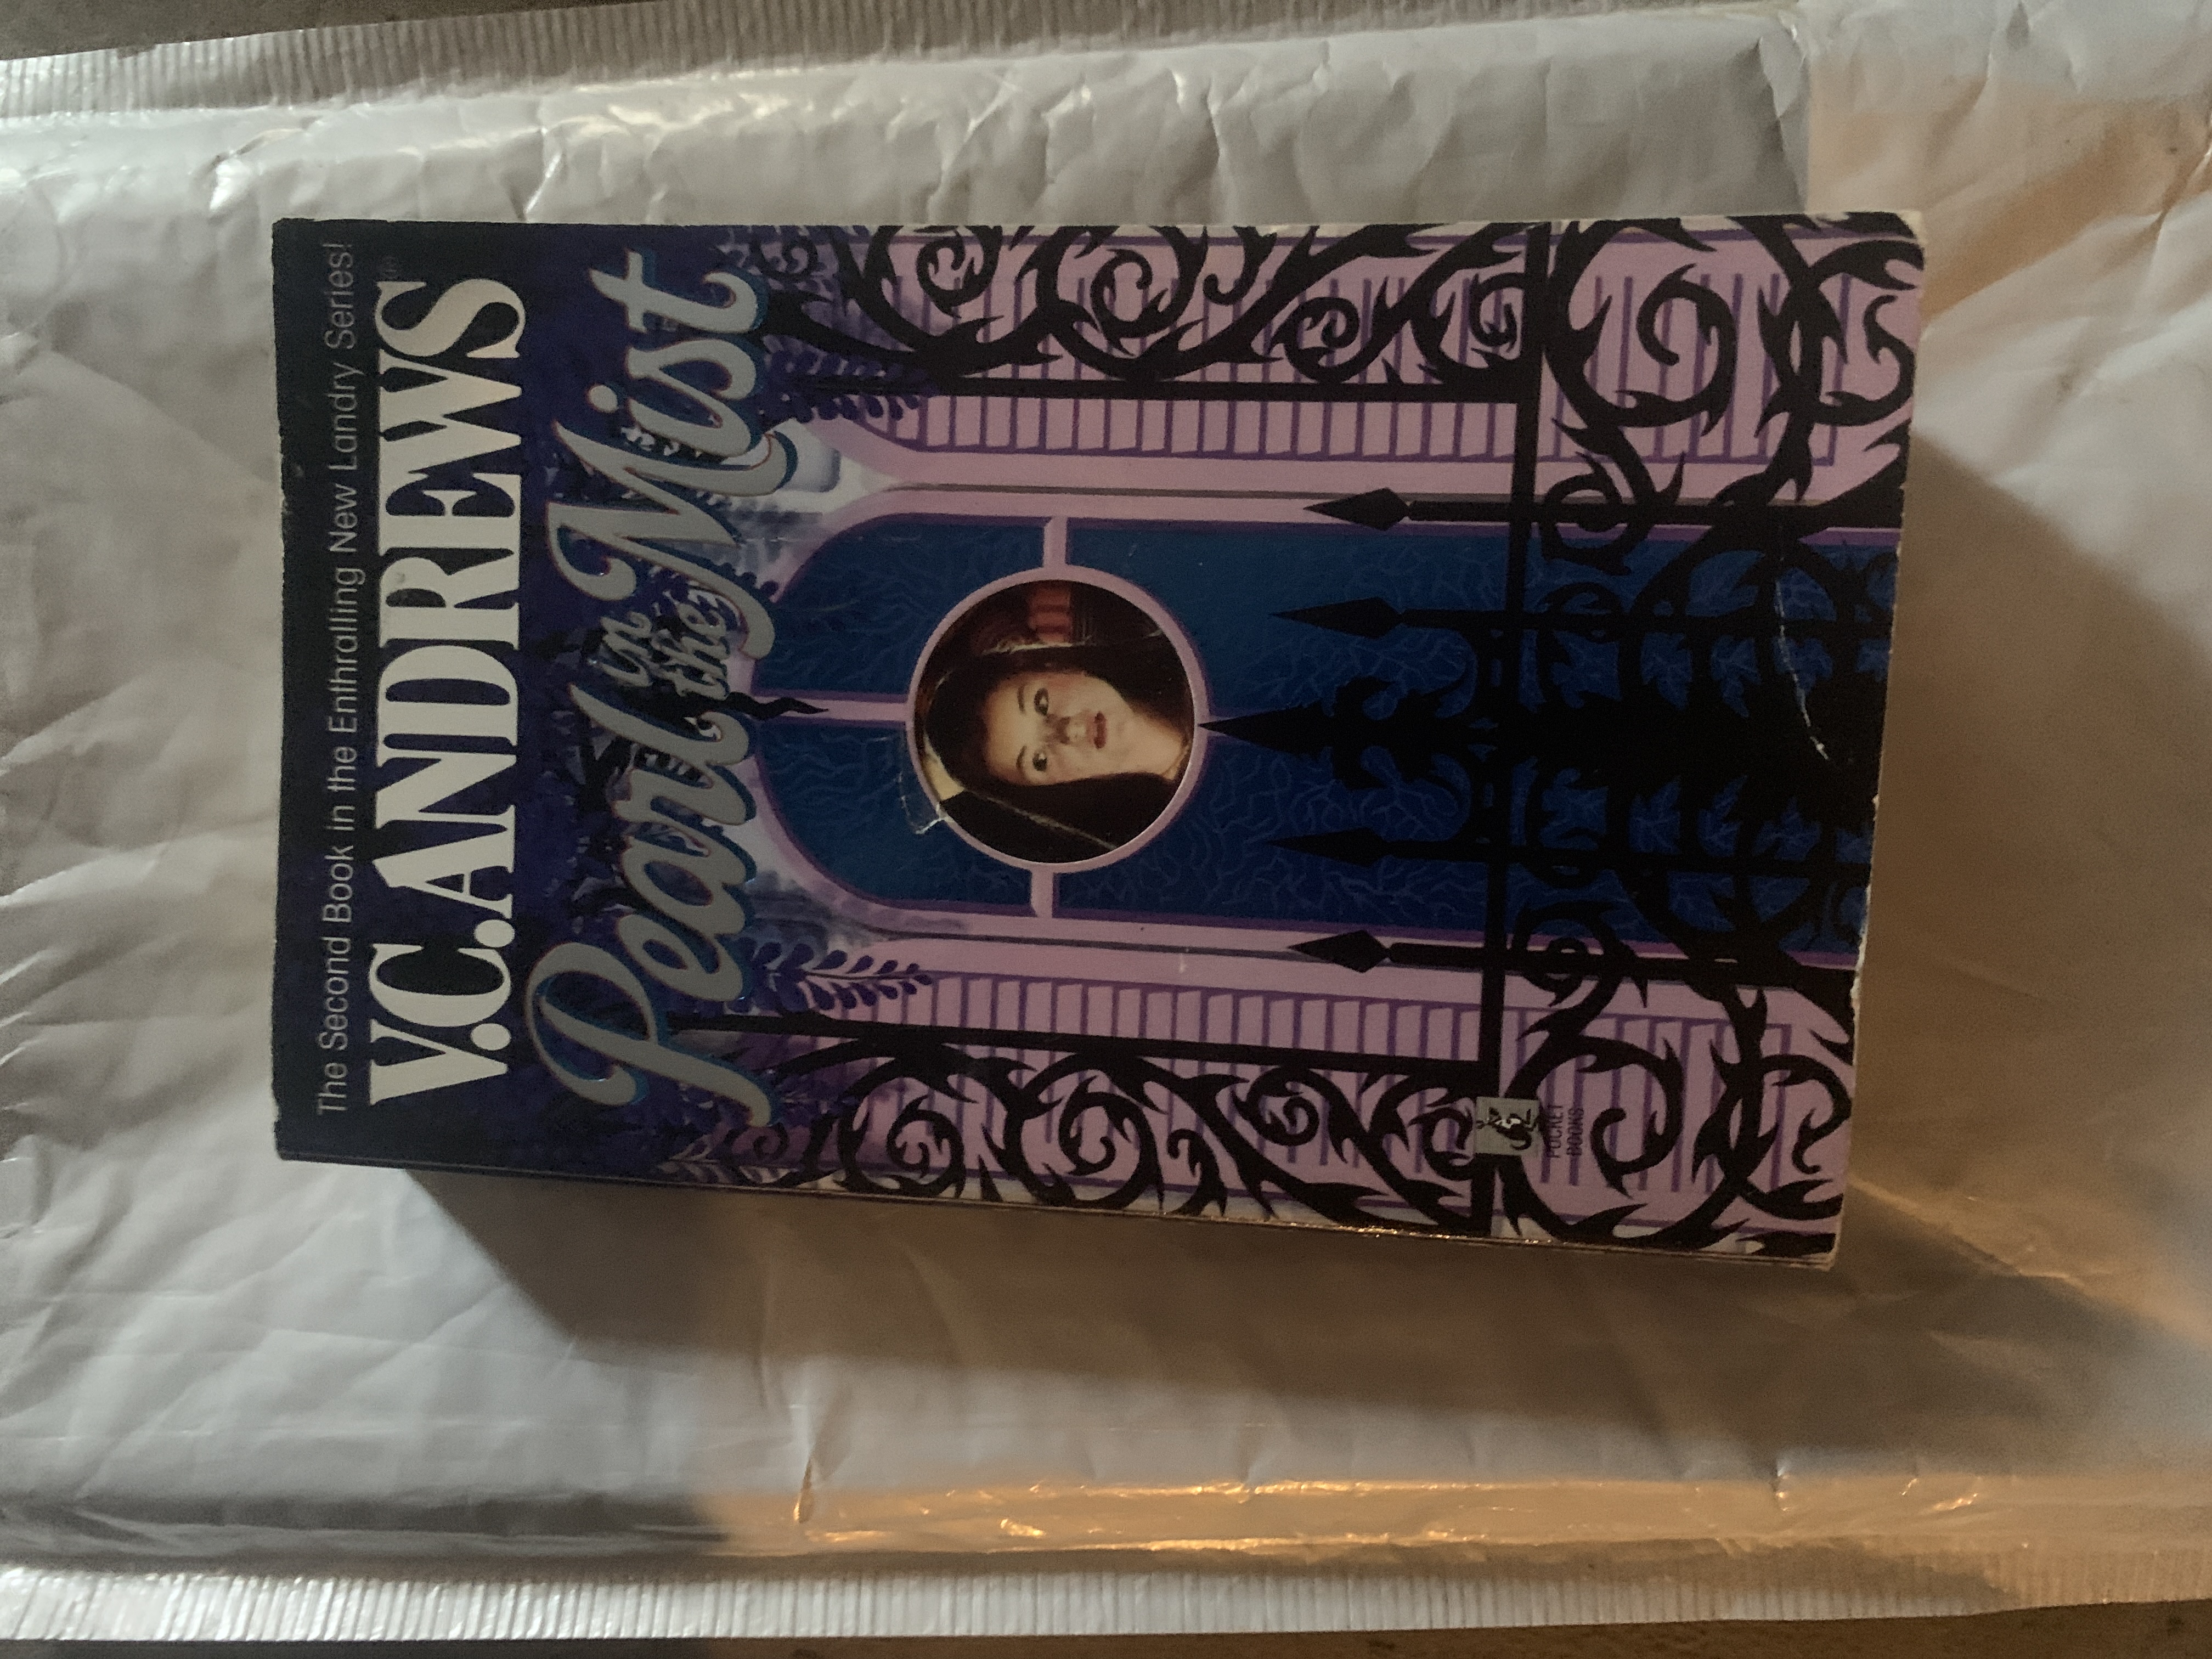 The Second Book in the Enthralling New Landry Series!
V.C. ANDREWS®
Pearl in the Mist
POCKET
BOOKS